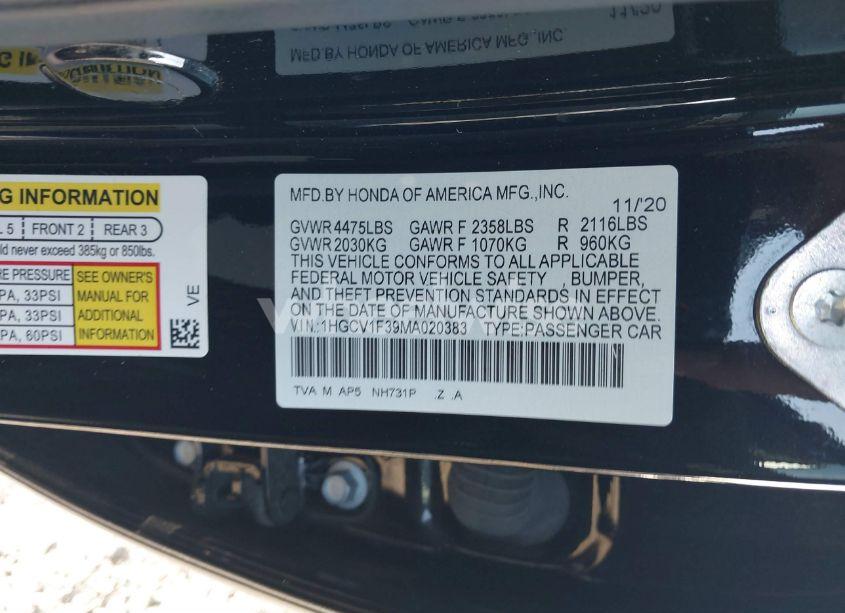 MFD.BY HONDA OF AMERICA MFG.,INC.
G INFORMATION
L 5 FRONT 2 REAR 3
ld never exceed 385kg or 850lbs.
RE PRESSURE
PA, 33PSI
PA, 33PSI
PA, 60PSI
SEE OWNER'S
MANUAL FOR
ADDITIONAL
INFORMATION
VE
MFD.BY HONDA OF AMERICA MFG.,INC. 11/'20
GVWR 4475LBS GAWR F 2358LBS R 2116LBS
GVWR 2030KG GAWR F 1070KG R 960KG
THIS VEHICLE CONFORMS TO ALL APPLICABLE
FEDERAL MOTOR VEHICLE SAFETY , BUMPER,
AND THEFT PREVENTION STANDARDS IN EFFECT
ON THE DATE OF MANUFACTURE SHOWN ABOVE.
VIN:1HGCV1F39MA020383 TYPE:PASSENGER CAR
TVA M AP5 NH731P .Z .A